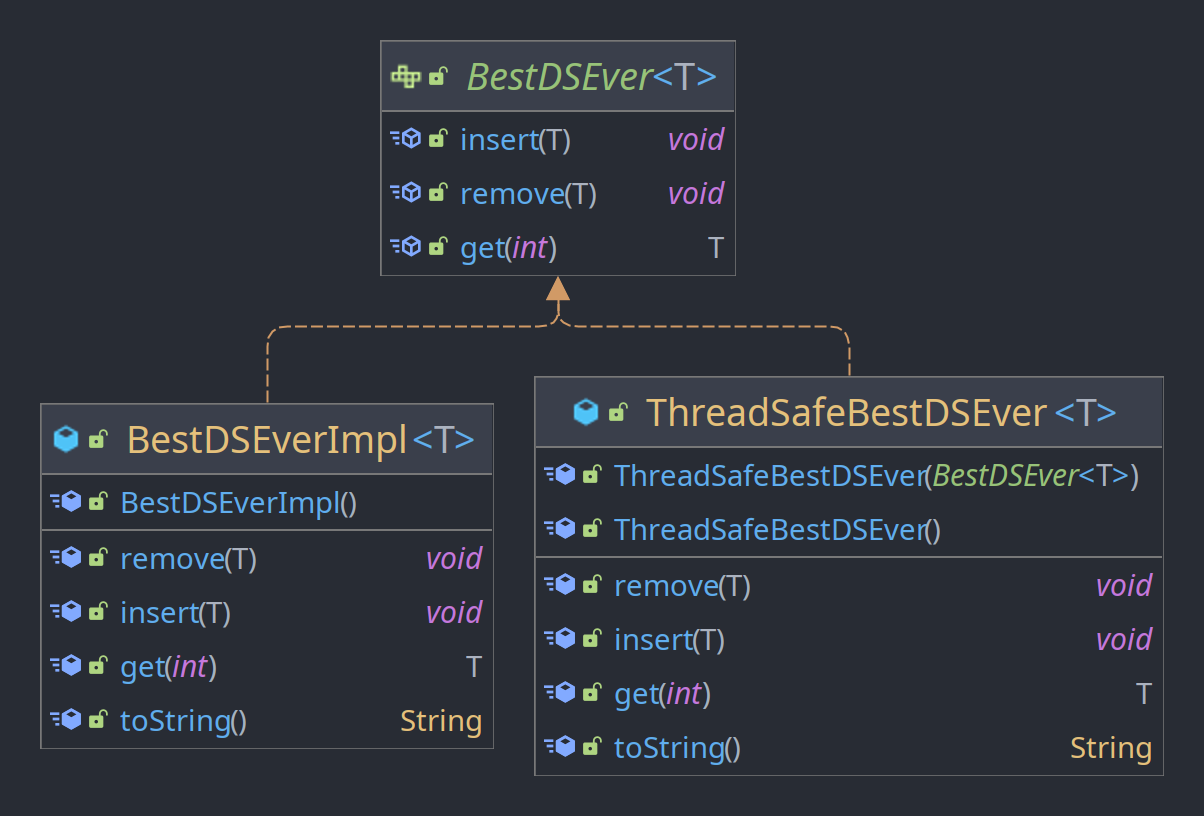 BestDSEver<T>
insert(T) void
remove(T) void
get(int) T
BestDSEverImpl<T>
BestDSEverImpl()
remove(T) void
insert(T) void
get(int) T
toString() String
ThreadSafeBestDSEver <T>
ThreadSafeBestDSEver(BestDSEver<T>)
ThreadSafeBestDSEver()
remove(T) void
insert(T) void
get(int) T
toString() String